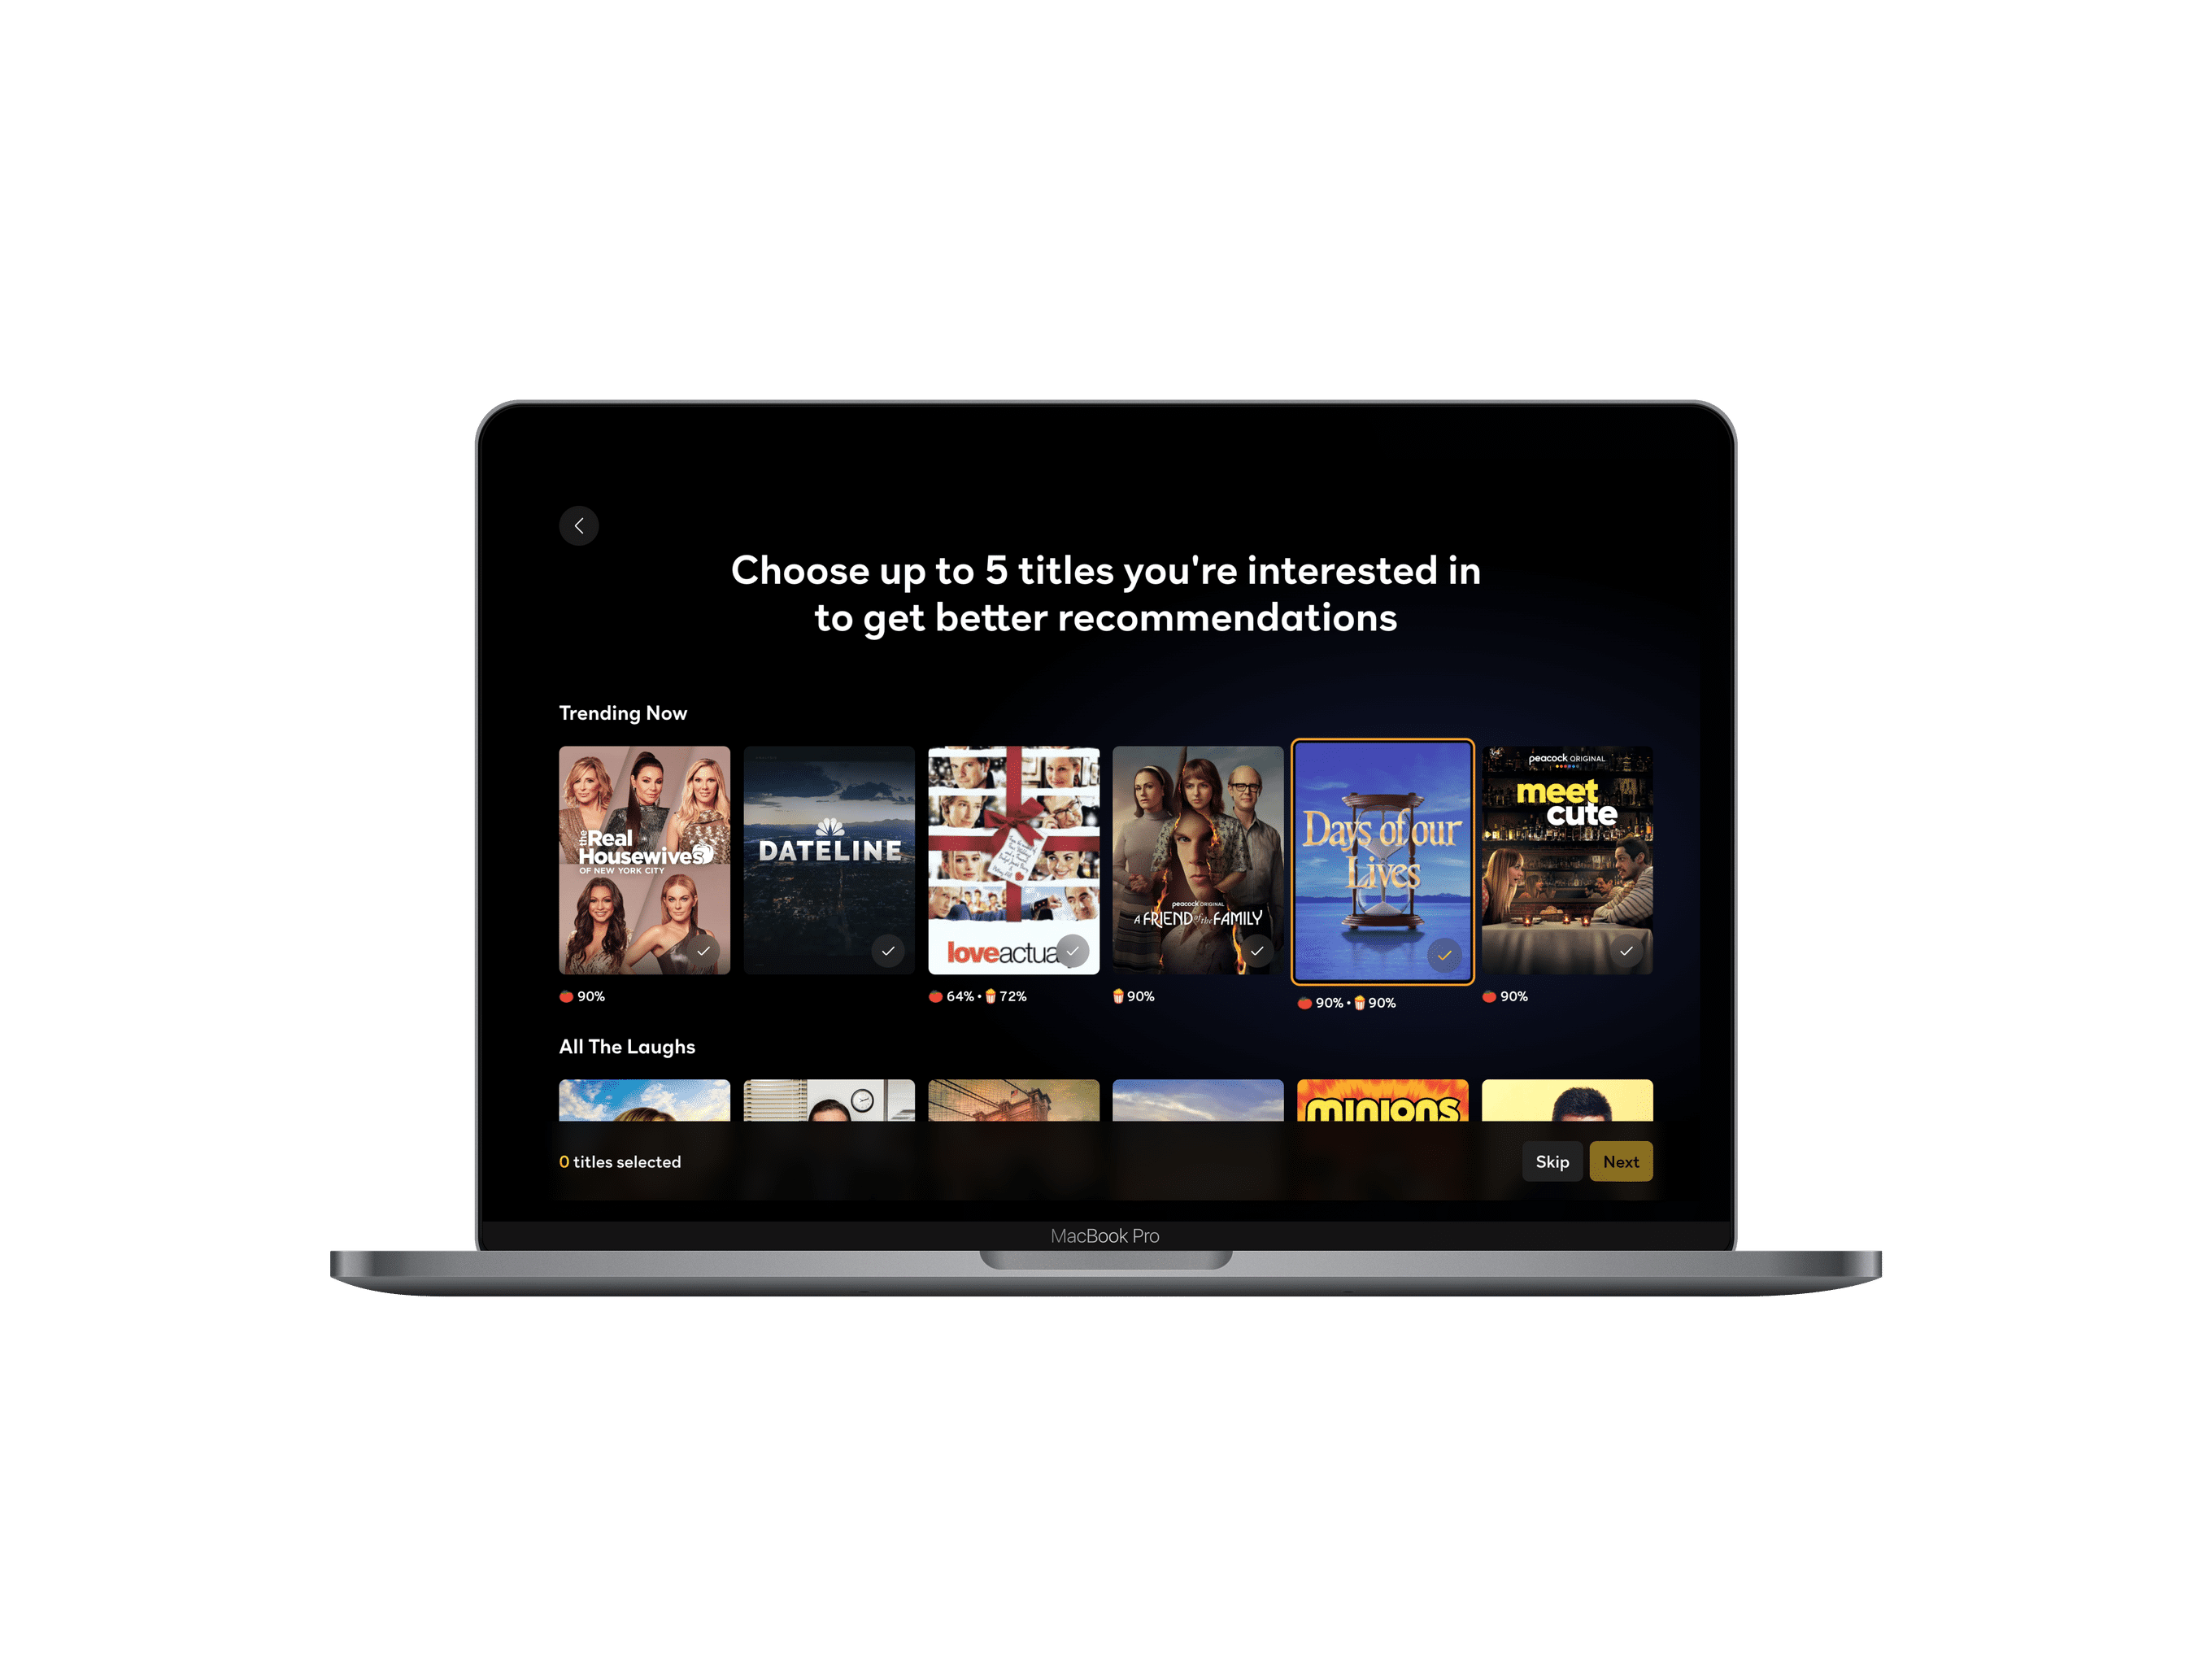 Choose up to 5 titles you're interested in
to get better recommendations
Trending Now
the Real
Housewives
OF NEW YORK CITY
DATELINE
loveactua
peacock ORIGINAL
A FRIEND of the FAMILY
Days of our
Lives
peacock ORIGINAL
meet
cute
90%
64% • 72%
90%
90% • 90%
90%
All The Laughs
minions
0 titles selected
Skip
Next
MacBook Pro